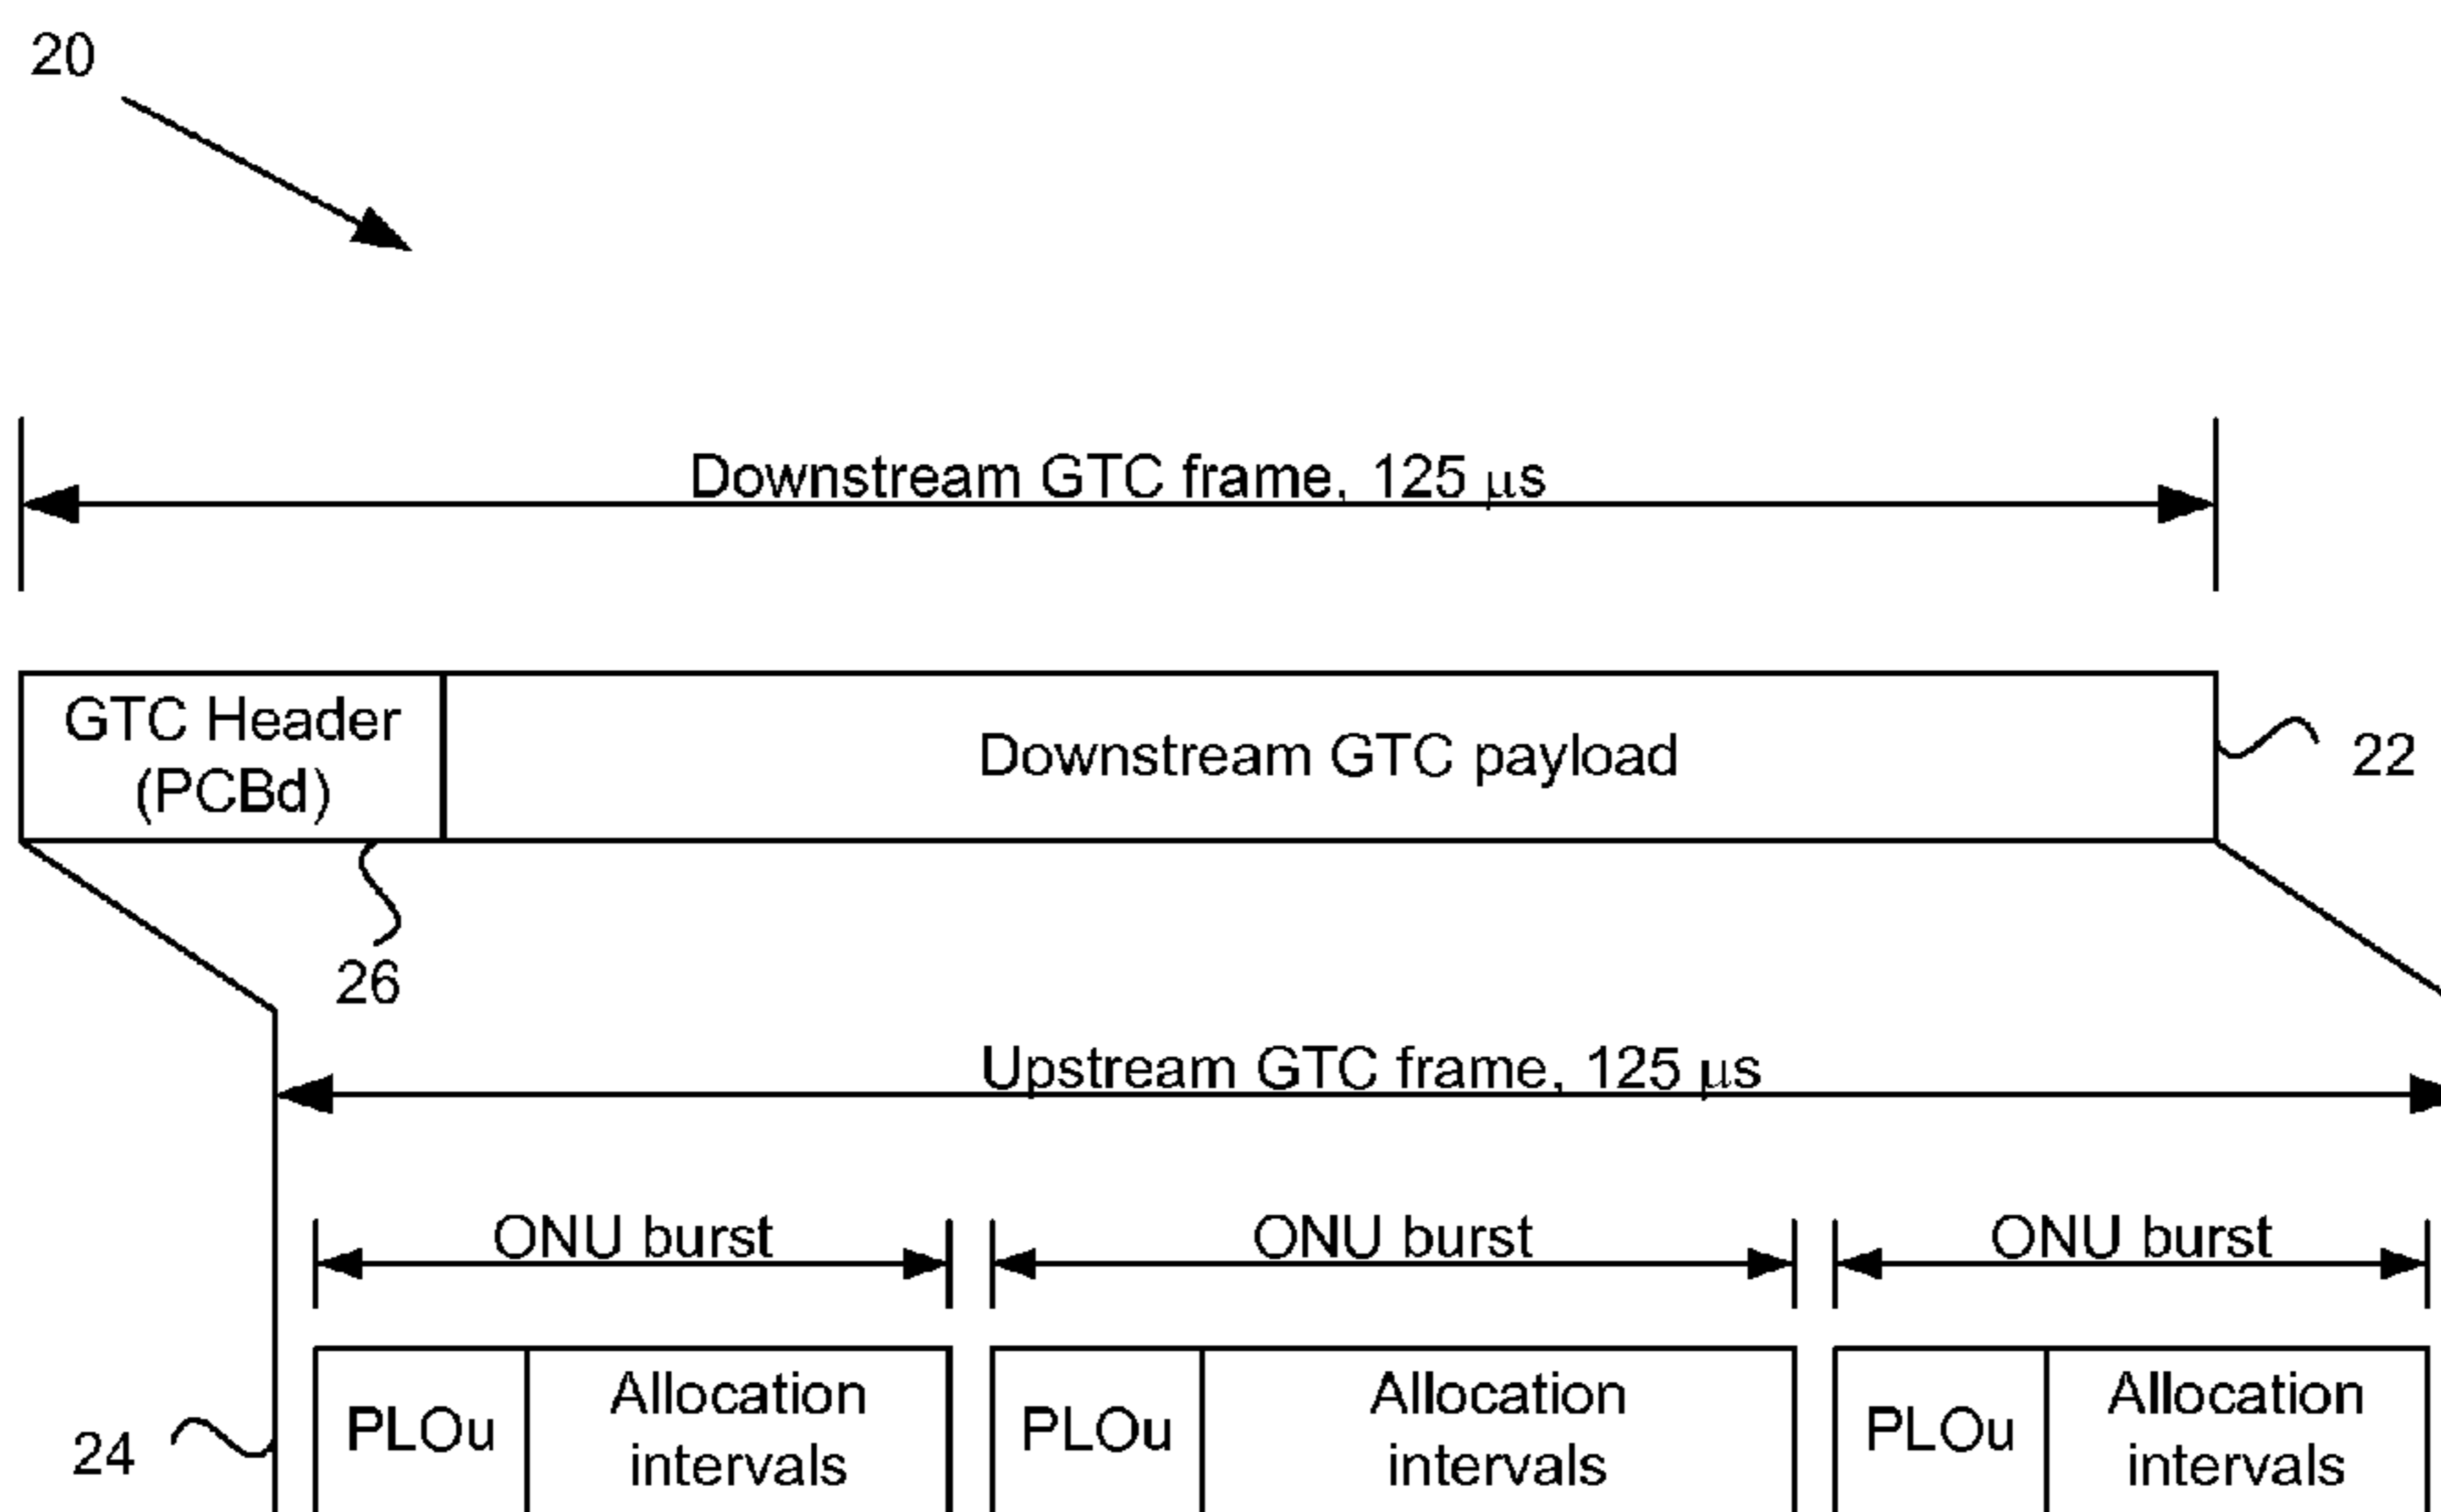 20
Downstream GTC frame, 125 μs
GTC Header
(PCBd)
Downstream GTC payload
22
26
Upstream GTC frame, 125 μs
ONU burst
ONU burst
ONU burst
PLOu
Allocation
intervals
PLOu
Allocation
intervals
PLOu
Allocation
intervals
24